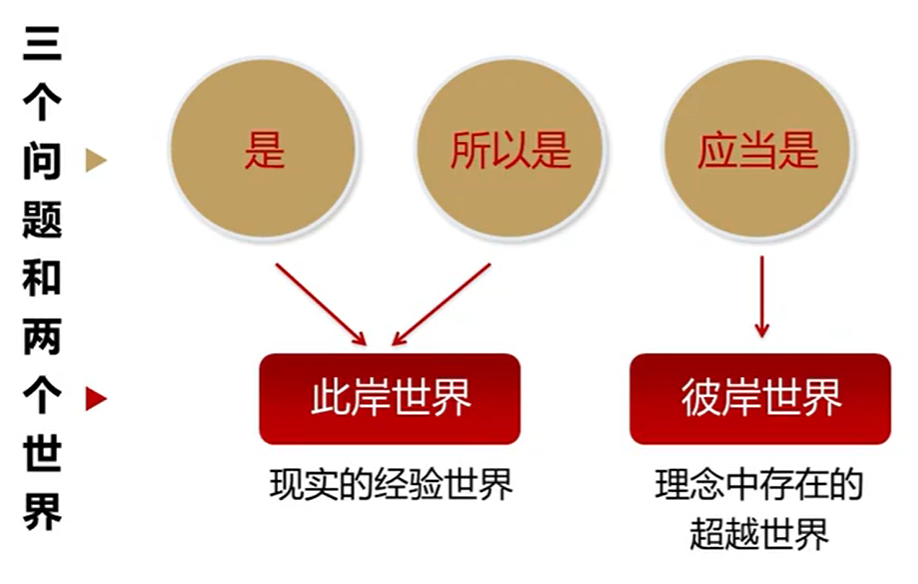 三个问题和两个世界
是
所以是
应当是
此岸世界
彼岸世界
现实的经验世界
理念中存在的
超越世界